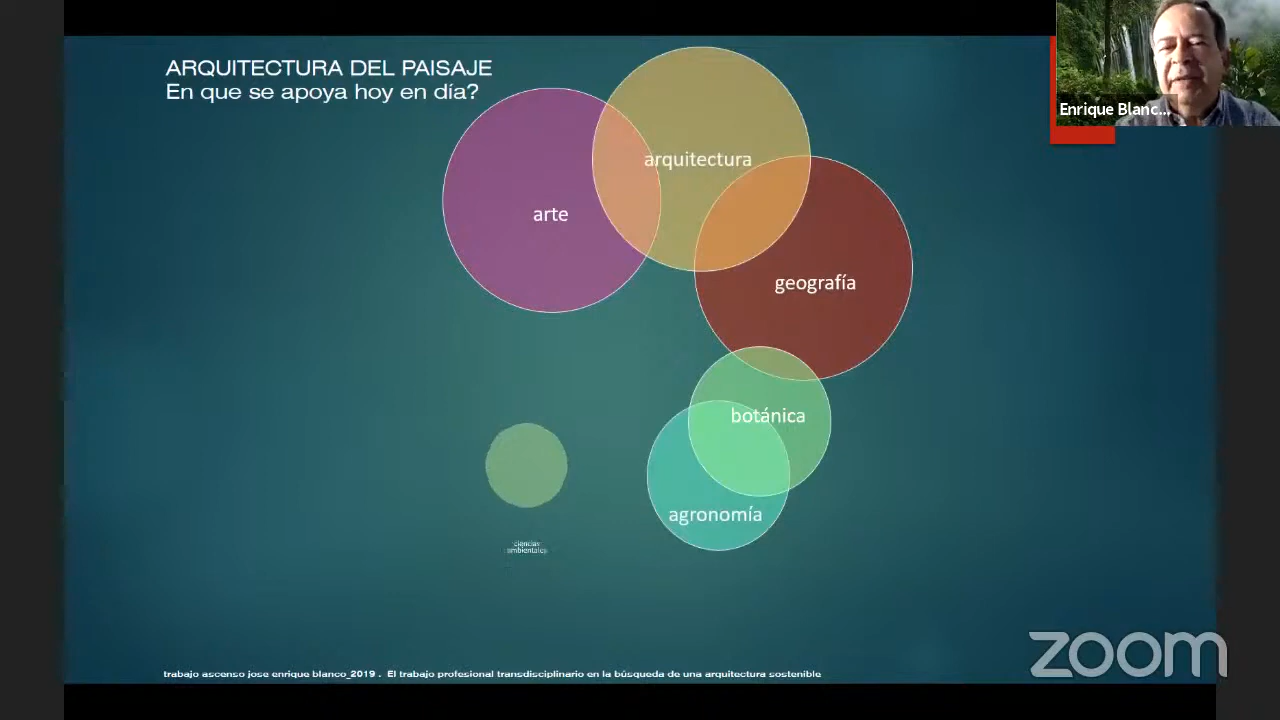 ARQUITECTURA DEL PAISAJE
En que se apoya hoy en día?
Enrique Blanc...
arquitectura
arte
geografía
botánica
agronomía
ciencias
ambientales
zoom
trabajo ascenso jose enrique blanco_2019 . El trabajo profesional transdisciplinario en la búsqueda de una arquitectura sostenible